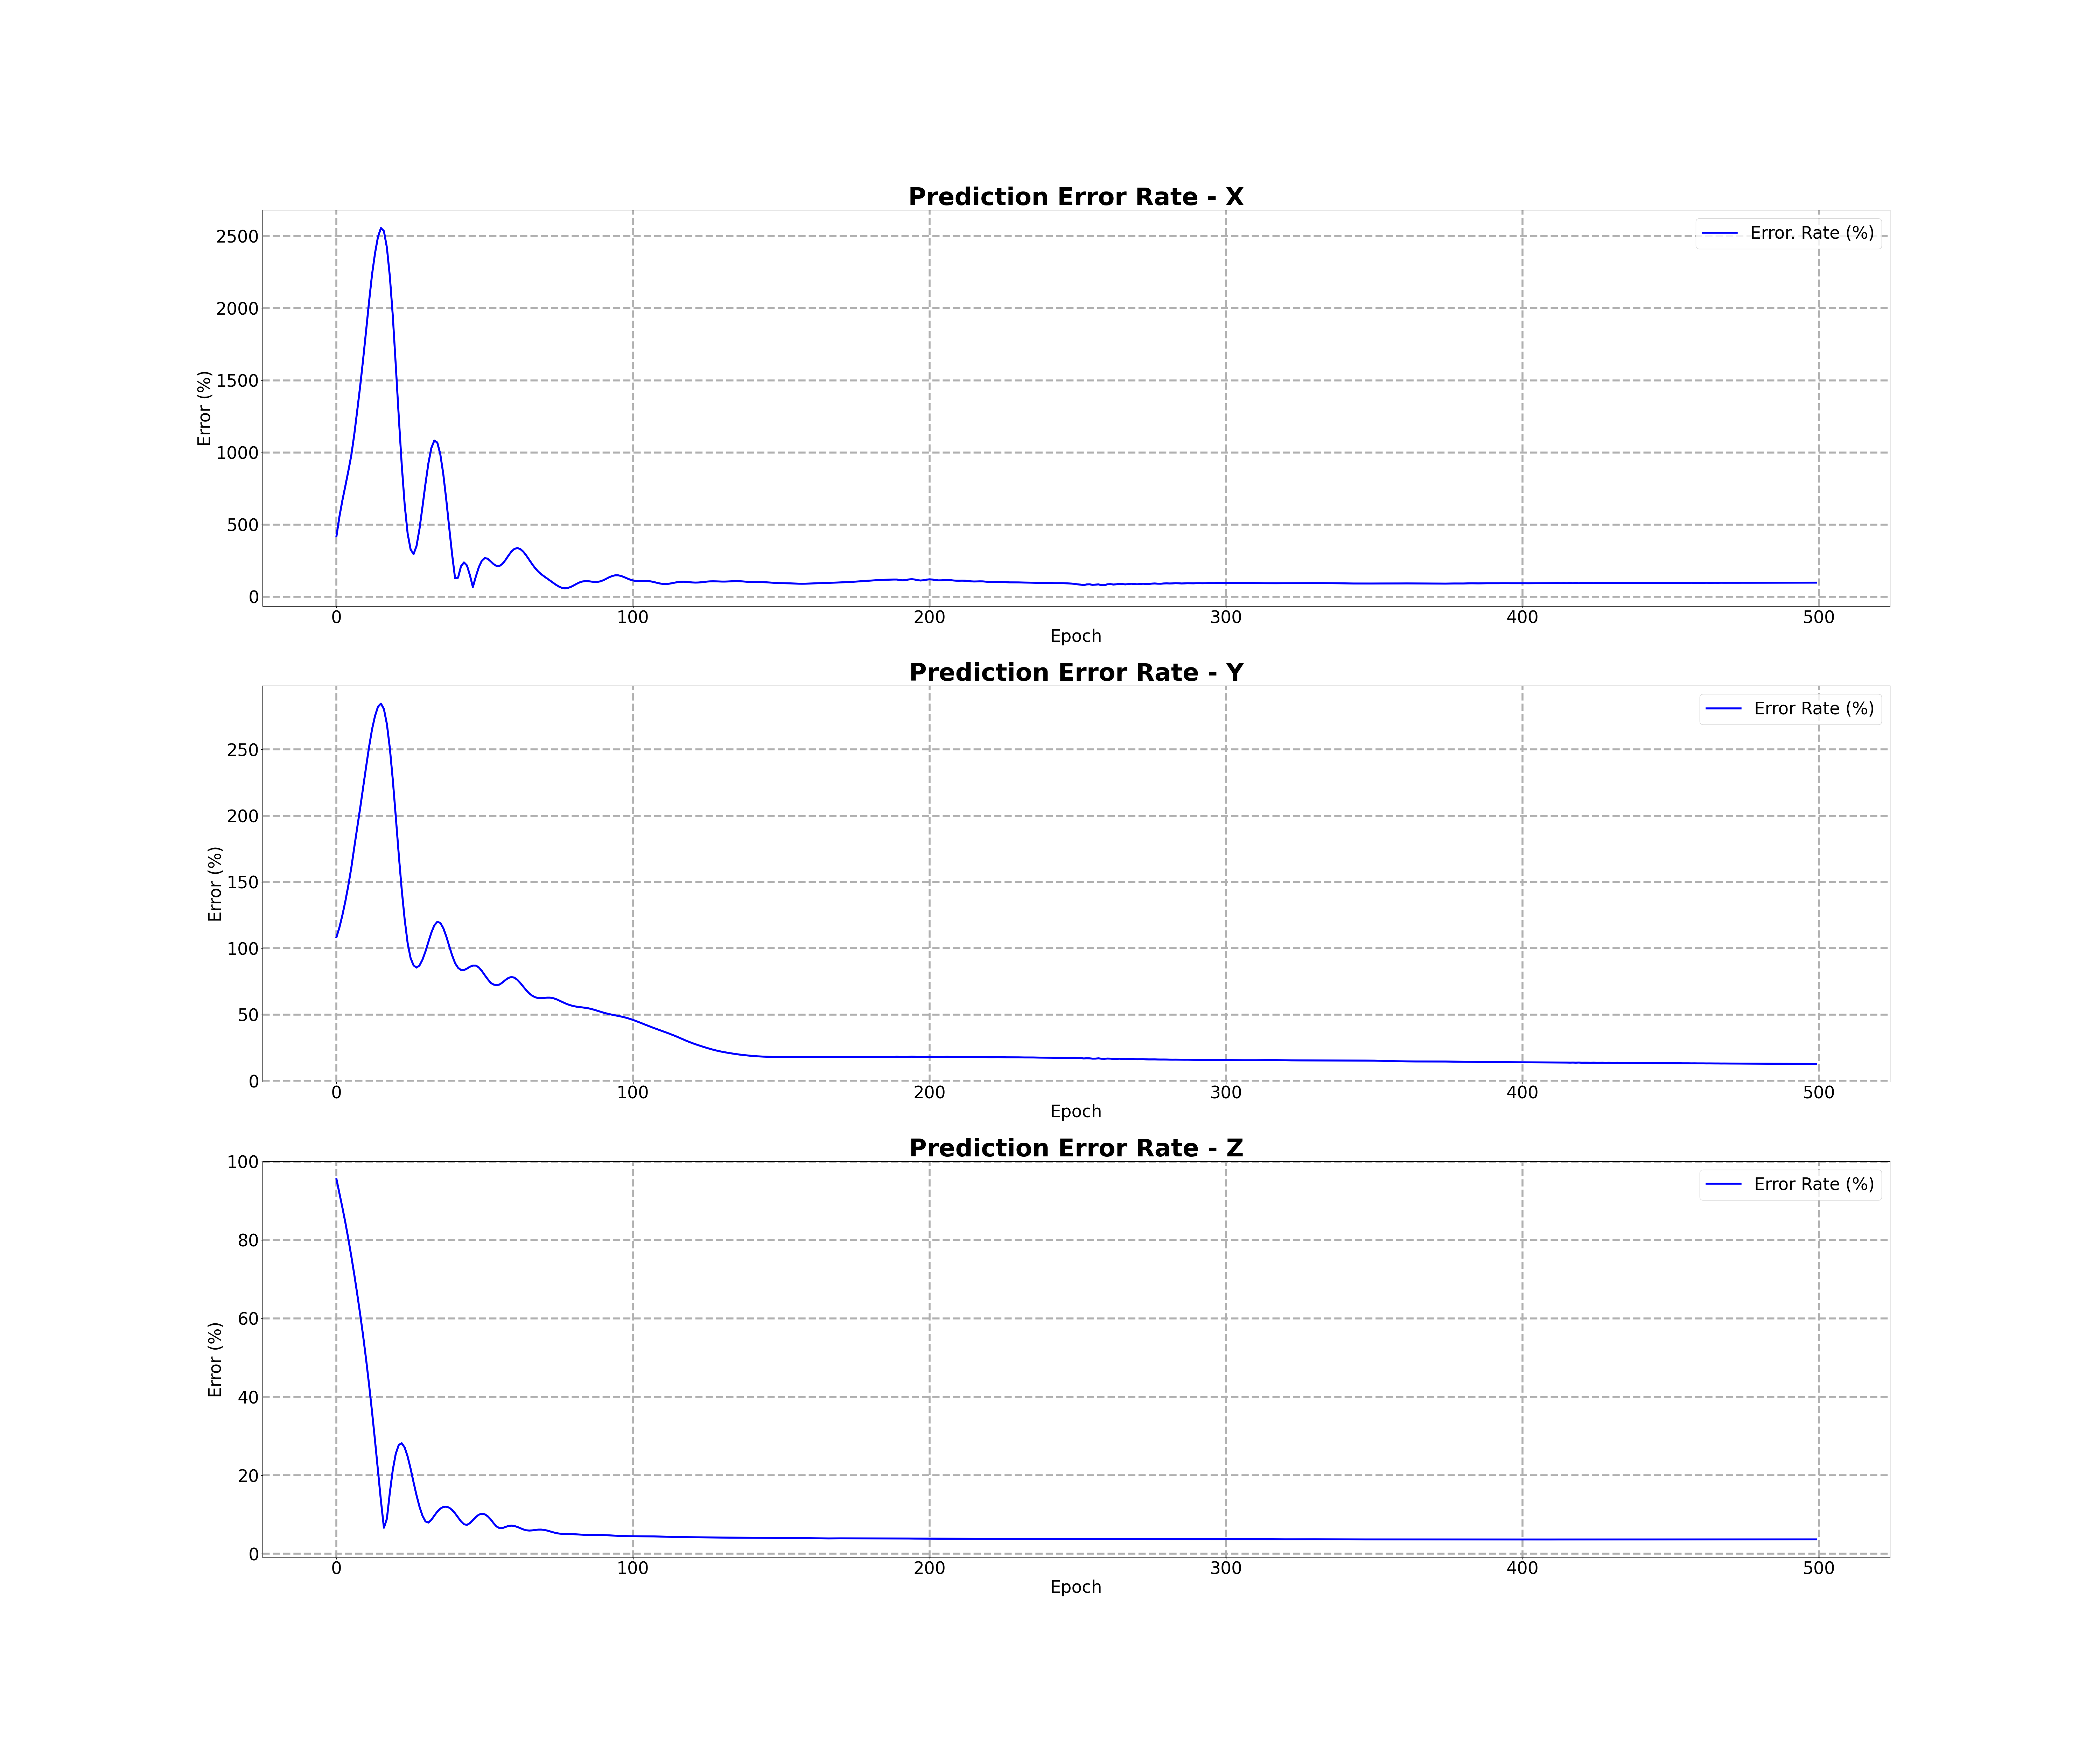 Prediction Error Rate - X
Error. Rate (%)
2500
2000
1500
1000
500
0
Error (%)
0 100 200 300 400 500
Epoch
Prediction Error Rate - Y
Error Rate (%)
250
200
150
100
50
0
Error (%)
0 100 200 300 400 500
Epoch
Prediction Error Rate - Z
Error Rate (%)
100
80
60
40
20
0
Error (%)
0 100 200 300 400 500
Epoch